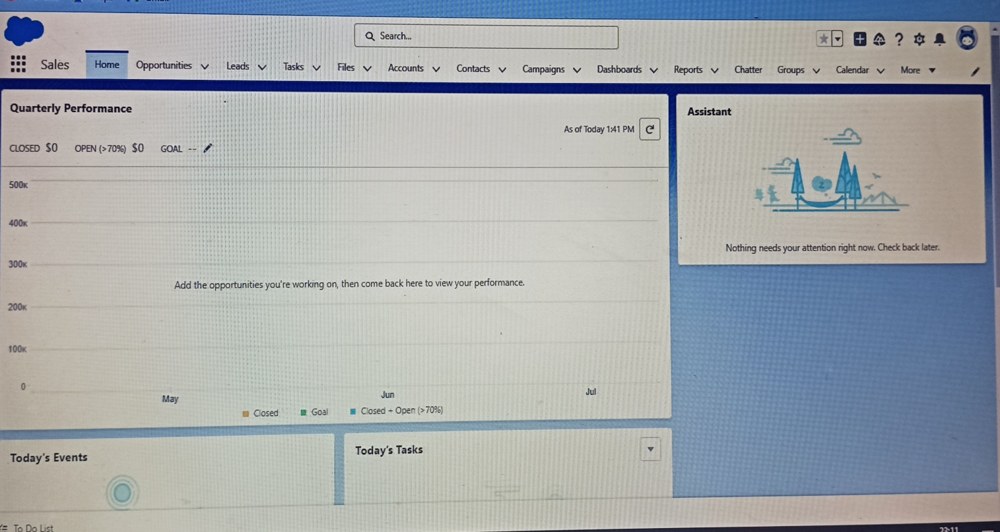 Search...
Sales Home Opportunities Leads Tasks Files Accounts Contacts Campaigns Dashboards Reports Chatter Groups Calendar More
Quarterly Performance
As of Today 1:41 PM
CLOSED $0 OPEN (>70%) $0 GOAL --
500K
400K
300K
Add the opportunities you're working on, then come back here to view your performance.
200K
100K
0
May Jun Jul
Closed Goal Closed + Open (>70%)
Assistant
Z
Nothing needs your attention right now. Check back later.
Today's Events
Today's Tasks
To Do List
23:11